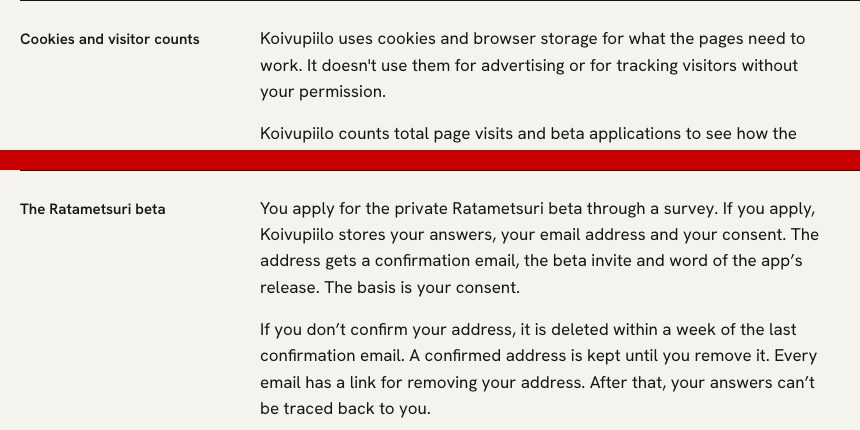 Cookies and visitor counts
Koivupiilo uses cookies and browser storage for what the pages need to
work. It doesn't use them for advertising or for tracking visitors without
your permission.
Koivupiilo counts total page visits and beta applications to see how the
The Ratametsuri beta
You apply for the private Ratametsuri beta through a survey. If you apply,
Koivupiilo stores your answers, your email address and your consent. The
address gets a confirmation email, the beta invite and word of the app’s
release. The basis is your consent.
If you don’t confirm your address, it is deleted within a week of the last
confirmation email. A confirmed address is kept until you remove it. Every
email has a link for removing your address. After that, your answers can’t
be traced back to you.